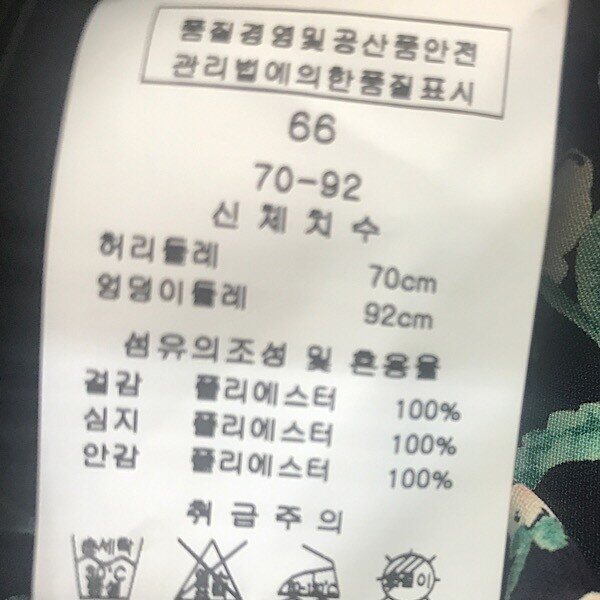 품질경영및공산품안전
관리법에의한품질표시
66
70-92
신체치수
허리둘레 70cm
엉덩이둘레 92cm
섬유의조성 및 혼용율
겉감 폴리에스터 100%
심지 폴리에스터 100%
안감 폴리에스터 100%
취급주의
손세탁